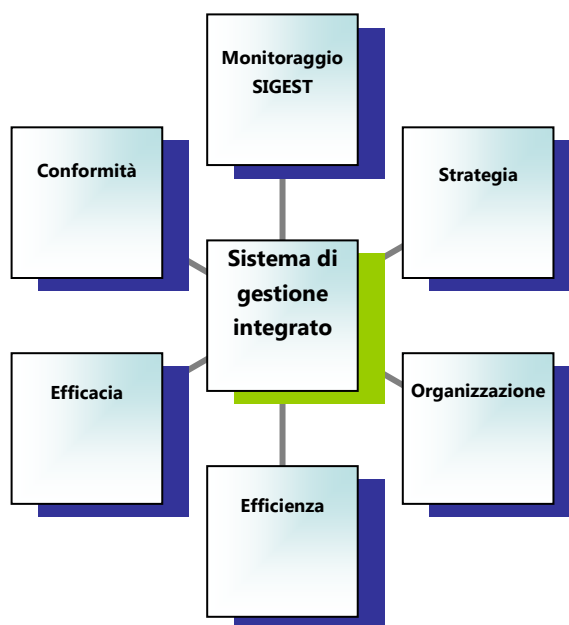 Monitoraggio
SIGEST
Conformità
Strategia
Sistema di
gestione
integrato
Efficacia
Organizzazione
Efficienza